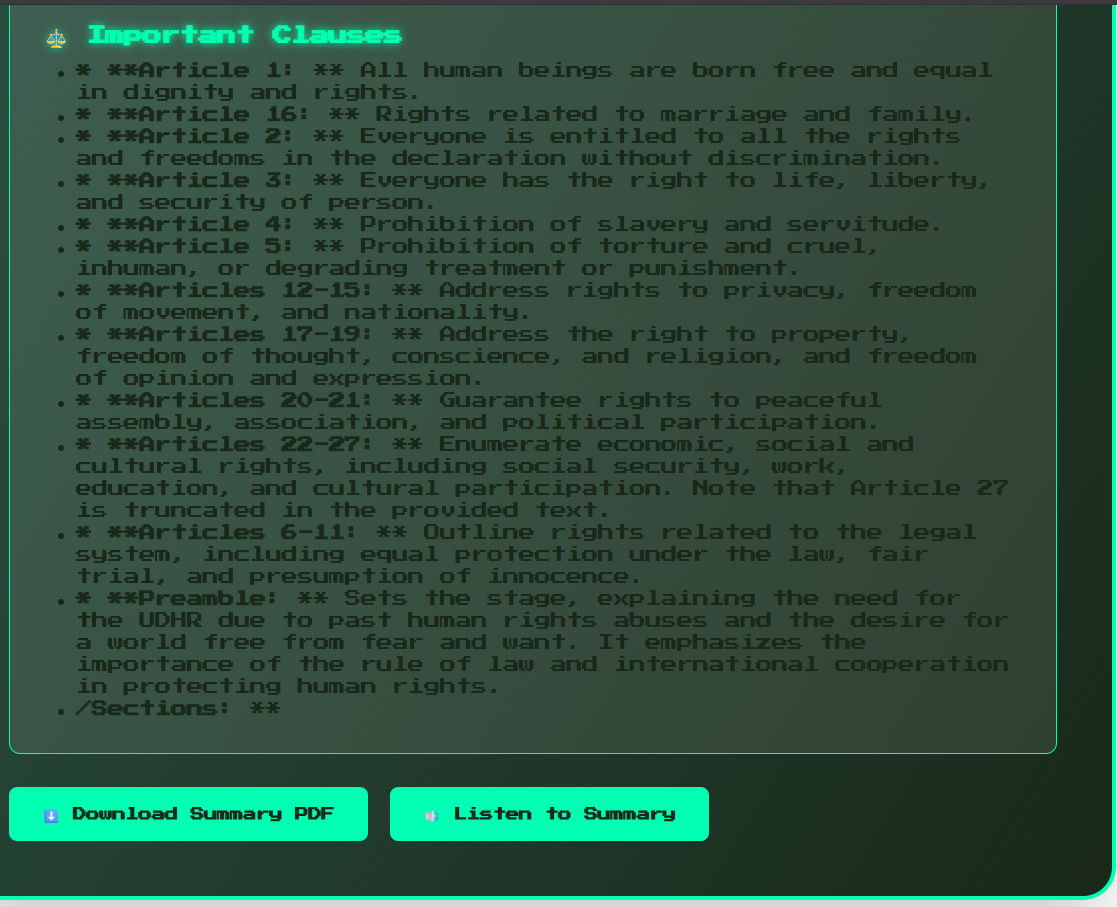 Important Clauses
* **Article 1: ** All human beings are born free and equal
in dignity and rights.
* **Article 16: ** Rights related to marriage and family.
* **Article 2: ** Everyone is entitled to all the rights
and freedoms in the declaration without discrimination.
* **Article 3: ** Everyone has the right to life, liberty,
and security of person.
* **Article 4: ** Prohibition of slavery and servitude.
* **Article 5: ** Prohibition of torture and cruel,
inhuman, or degrading treatment or punishment.
* **Articles 12-15: ** Address rights to privacy, freedom
of movement, and nationality.
* **Articles 17-19: ** Address the right to property,
freedom of thought, conscience, and religion, and freedom
of opinion and expression.
* **Articles 20-21: ** Guarantee rights to peaceful
assembly, association, and political participation.
* **Articles 22-27: ** Enumerate economic, social and
cultural rights, including social security, work,
education, and cultural participation. Note that Article 27
is truncated in the provided text.
* **Articles 6-11: ** Outline rights related to the legal
system, including equal protection under the law, fair
trial, and presumption of innocence.
* **Preamble: ** Sets the stage, explaining the need for
the UDHR due to past human rights abuses and the desire for
a world free from fear and want. It emphasizes the
importance of the rule of law and international cooperation
in protecting human rights.
/Sections: **
Download Summary PDF
Listen to Summary